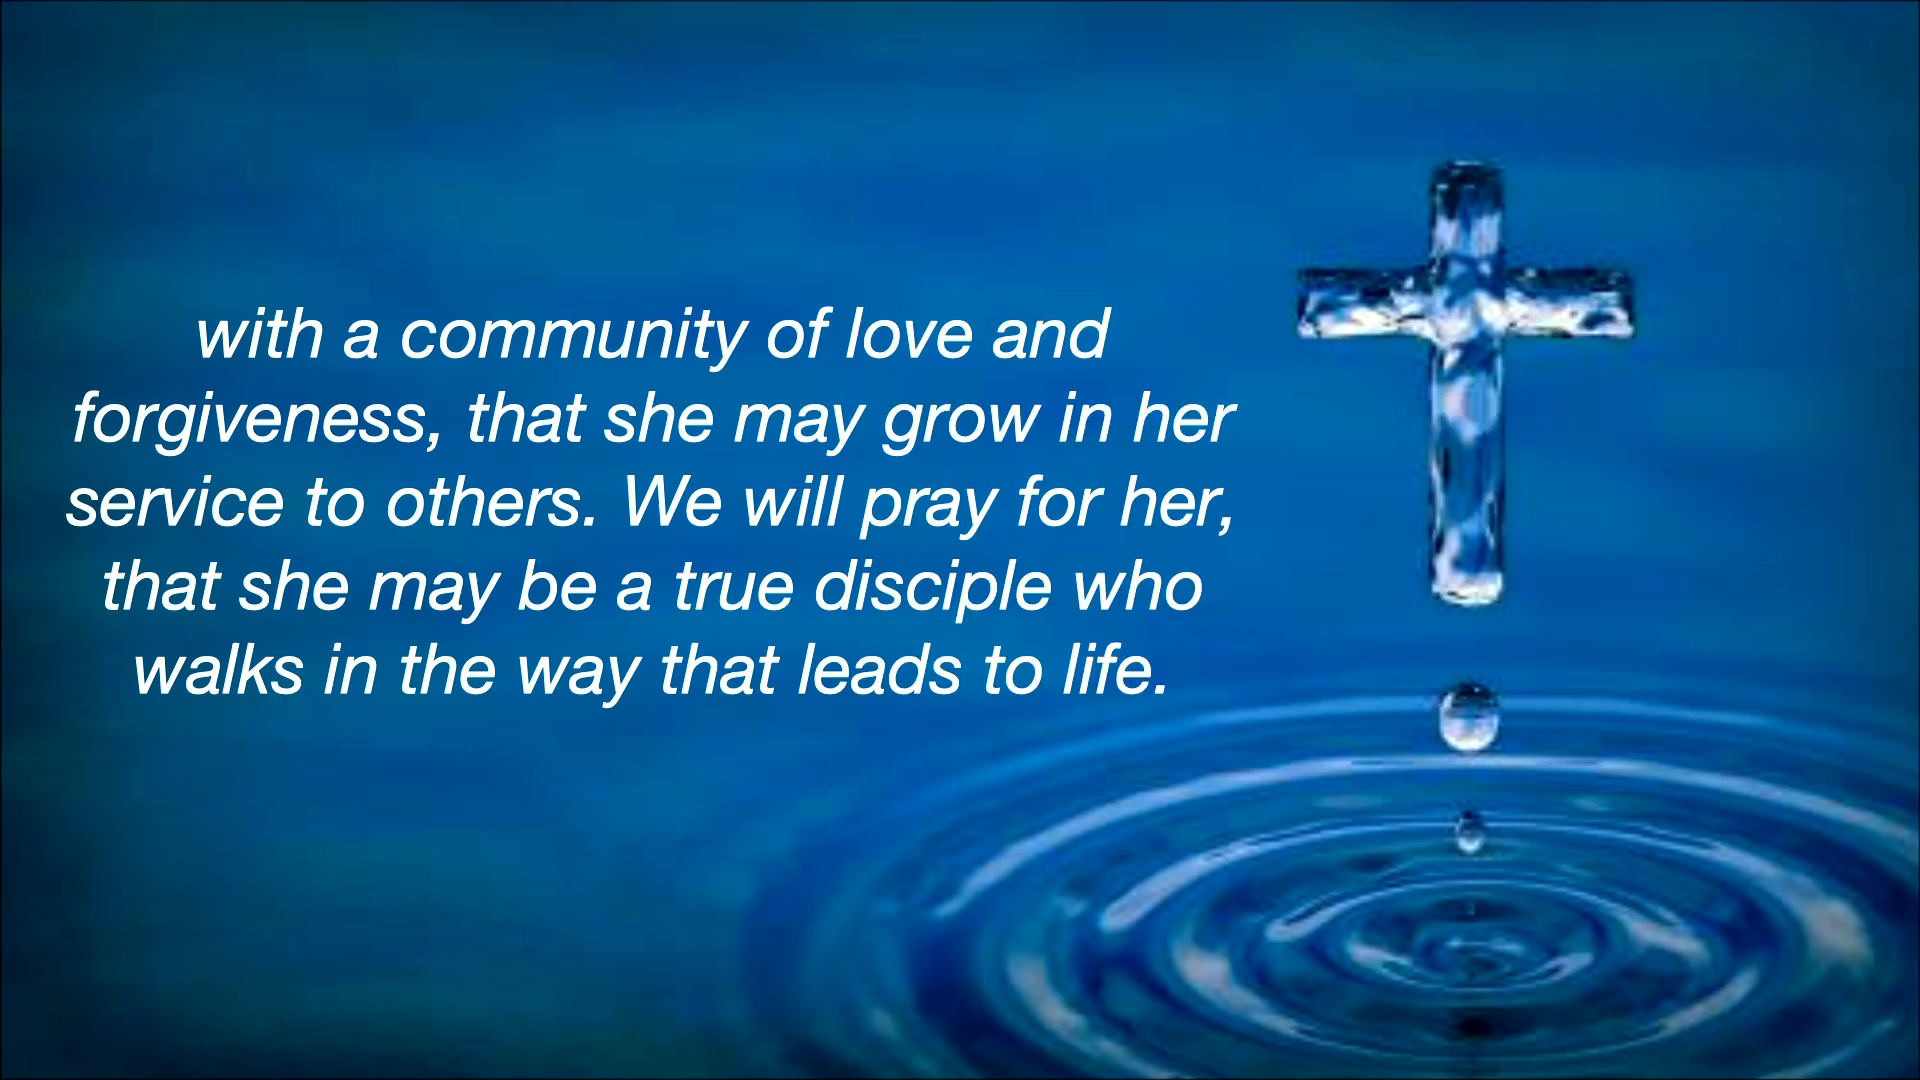 with a community of love and
forgiveness, that she may grow in her
service to others. We will pray for her,
that she may be a true disciple who
walks in the way that leads to life.